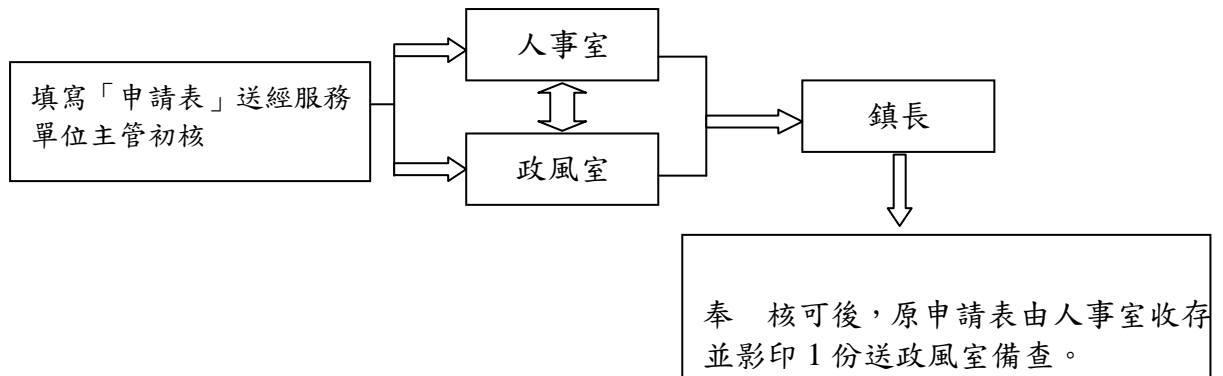 人事室
填寫「申請表」送經服務
單位主管初核
鎮長
政風室
奉　核可後，原申請表由人事室收存
並影印 1 份送政風室備查。